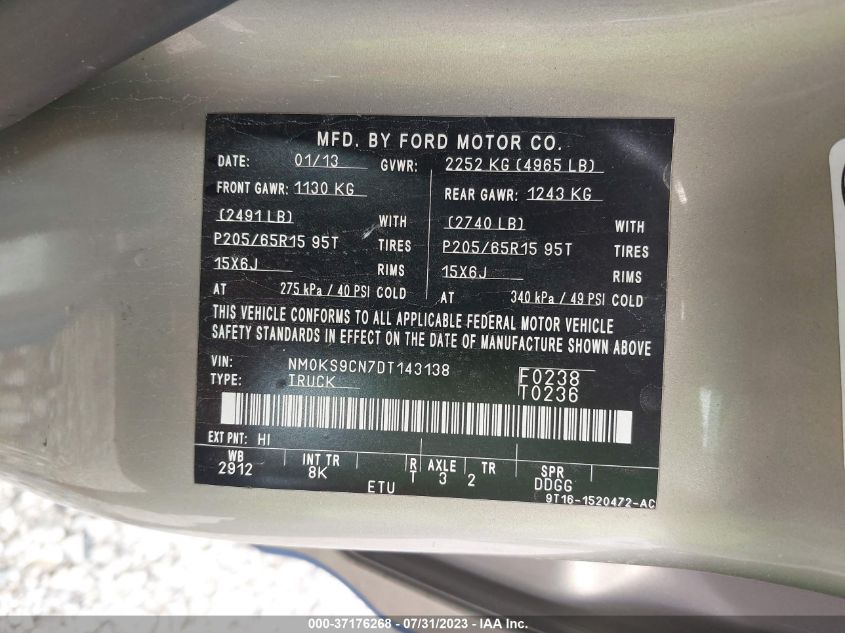 MFD. BY FORD MOTOR CO.
DATE: 01/13 GVWR: 2252 KG (4965 LB)
FRONT GAWR: 1130 KG REAR GAWR: 1243 KG
(2491 LB) WITH (2740 LB) WITH
P205/65R15 95T TIRES P205/65R15 95T TIRES
15X6J RIMS 15X6J RIMS
AT 275 kPa / 40 PSI COLD AT 340 kPa / 49 PSI COLD
THIS VEHICLE CONFORMS TO ALL APPLICABLE FEDERAL MOTOR VEHICLE
SAFETY STANDARDS IN EFFECT ON THE DATE OF MANUFACTURE SHOWN ABOVE
VIN: NM0KS9CN7DT143138 F0238
TYPE: TRUCK T0236
EXT PNT: HI
WB INT TR R AXLE TR SPR
2912 8K T 3 2 DDGG
ETU 9T16-1520472-AC
000-37176268 - 07/31/2023 - IAA Inc.